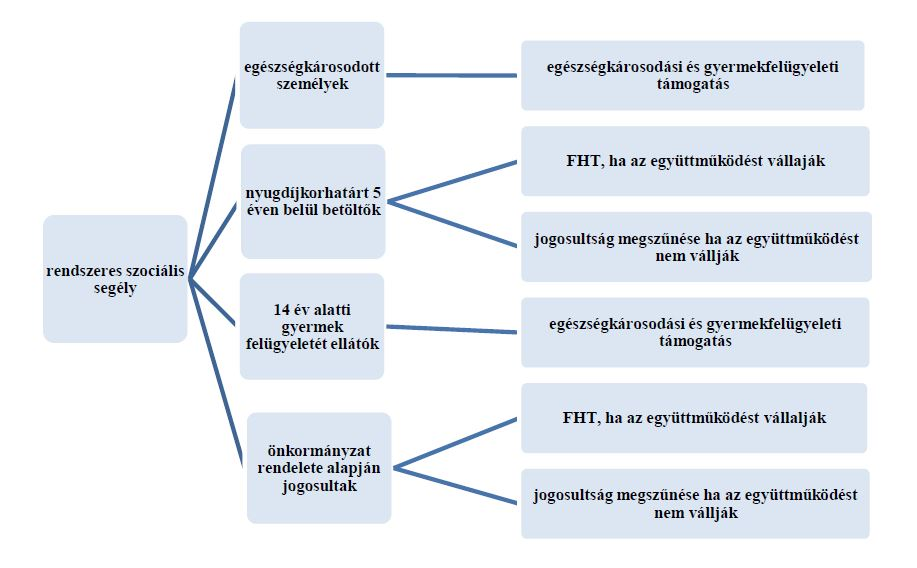 rendszeres szociális
segély
egészségkárosodott
személyek
egészségkárosodási és gyermekfelügyeleti
támogatás
nyugdíjkorhatárt 5
éven belül betöltők
FHT, ha az együttműködést vállaják
jogosultság megszűnése ha az együttműködést
nem vállják
14 év alatti
gyermek
felügyeletét ellátók
egészségkárosodási és gyermekfelügyeleti
támogatás
önkormányzat
rendelete alapján
jogosultak
FHT, ha az együttműködést vállalják
jogosultság megszűnése ha az együttműködést
nem vállják